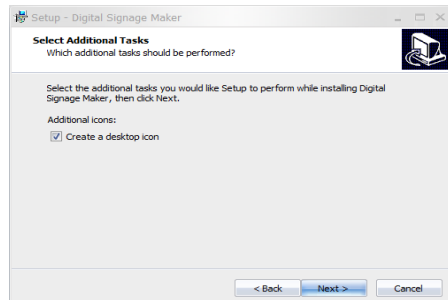 Setup - Digital Signage Maker
Select Additional Tasks
Which additional tasks should be performed?
Select the additional tasks you would like Setup to perform while installing Digital
Signage Maker, then click Next.
Additional icons:
Create a desktop icon
< Back Next > Cancel